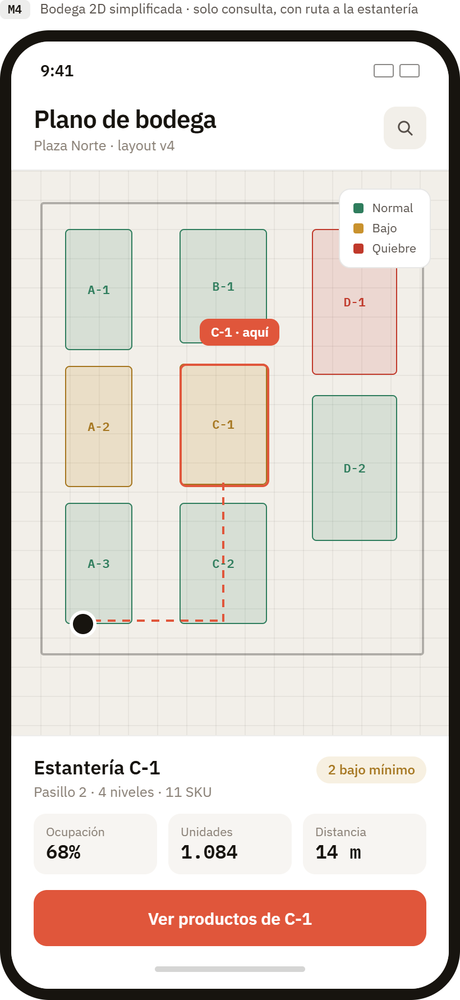 M4 Bodega 2D simplificada · solo consulta, con ruta a la estantería
9:41
Plano de bodega
Plaza Norte · layout v4
Normal
Bajo
Quiebre
A-1
B-1
D-1
C-1 · aquí
A-2
C-1
D-2
A-3
C-2
Estantería C-1
2 bajo mínimo
Pasillo 2 · 4 niveles · 11 SKU
Ocupación
68%
Unidades
1.084
Distancia
14 m
Ver productos de C-1